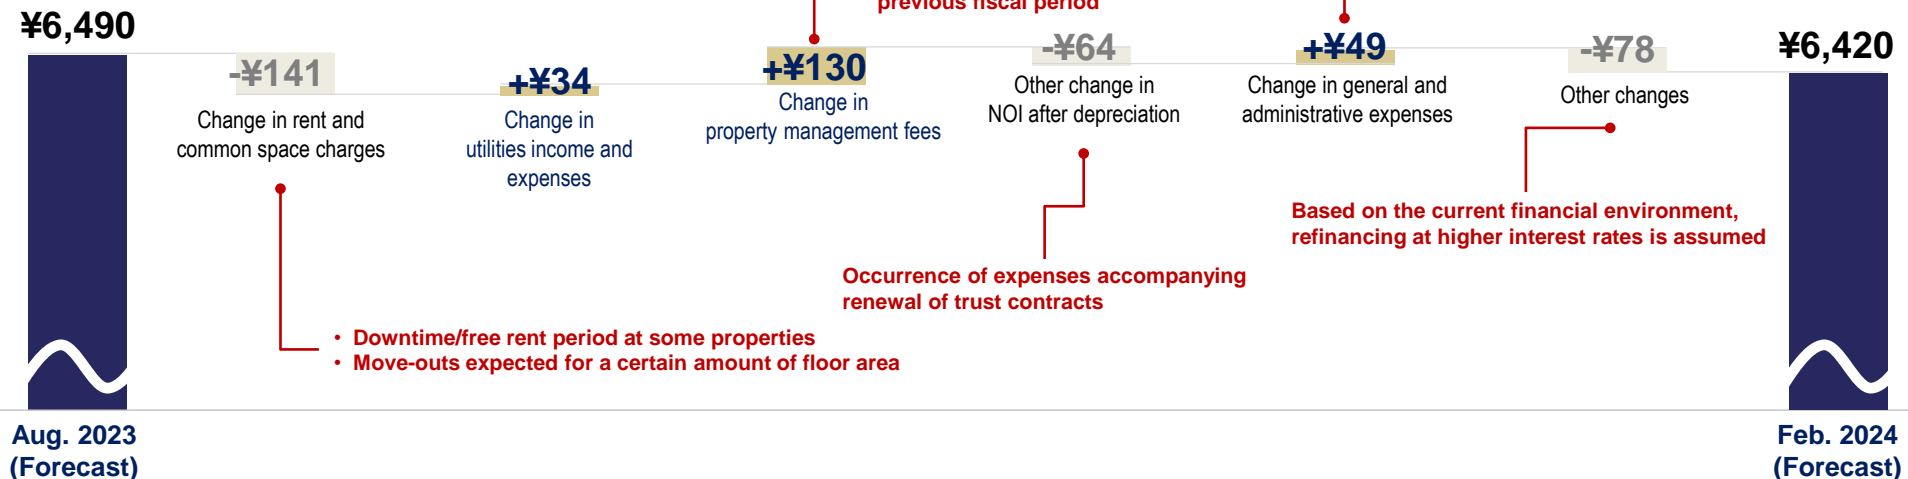 previous fiscal period
¥6,490
-¥141
Change in rent and
common space charges
+¥34
Change in
utilities income and
expenses
+¥130
Change in
property management fees
-¥64
Other change in
NOI after depreciation
+¥49
Change in general and
administrative expenses
-¥78
Other changes
¥6,420
Based on the current financial environment,
refinancing at higher interest rates is assumed
Occurrence of expenses accompanying
renewal of trust contracts
• Downtime/free rent period at some properties
• Move-outs expected for a certain amount of floor area
Aug. 2023
(Forecast)
Feb. 2024
(Forecast)